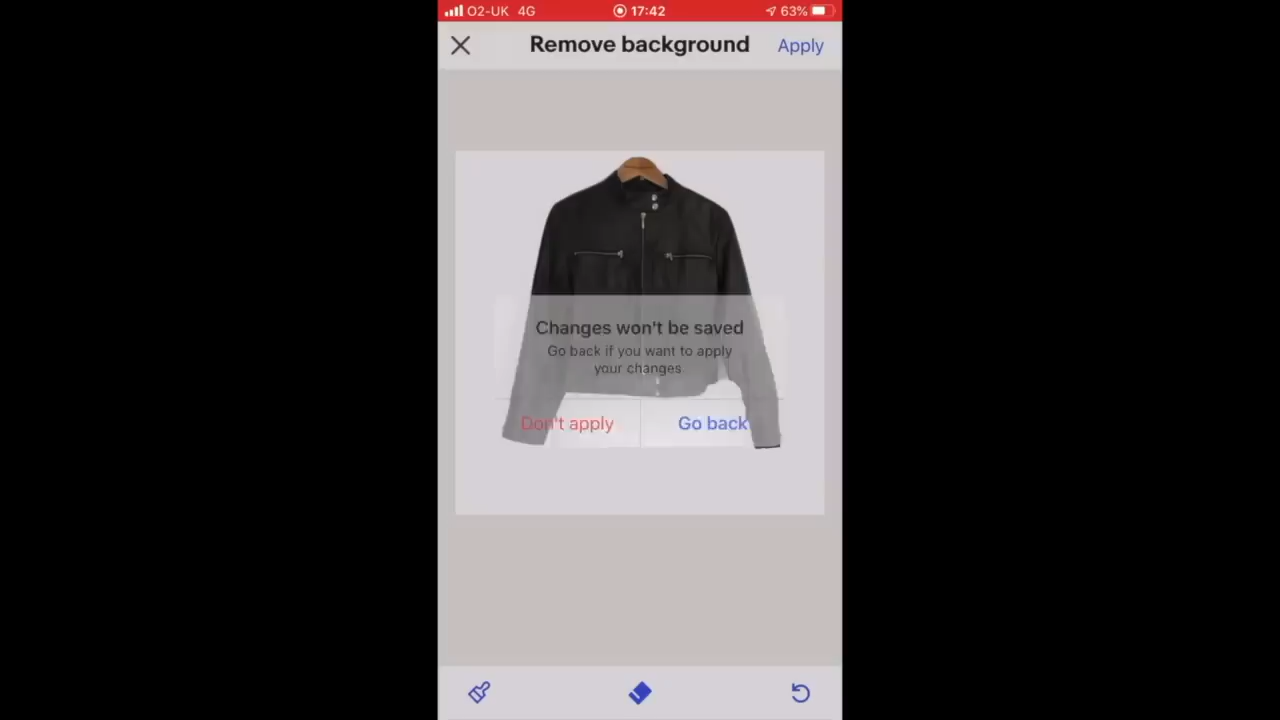 O2-UK 4G 17:42 63%
Remove background Apply
Changes won't be saved
Go back if you want to apply
your changes.
Don't apply Go back